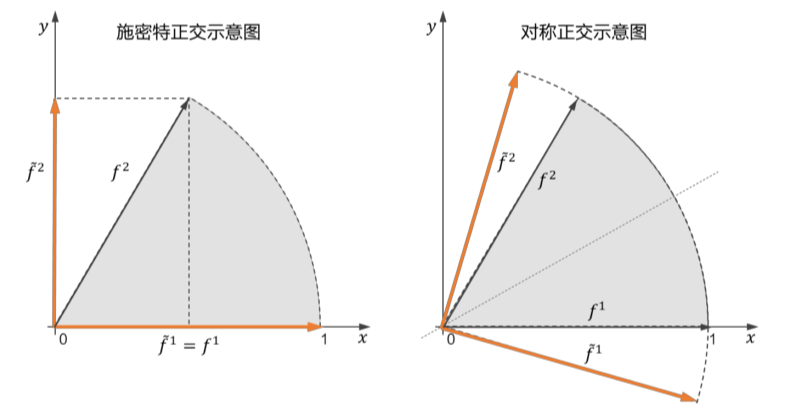 施密特正交示意图
y
f̃²
f²
0
f̃¹ = f¹
1
x
对称正交示意图
y
f̃²
f²
f¹
0
1
x
f̃¹